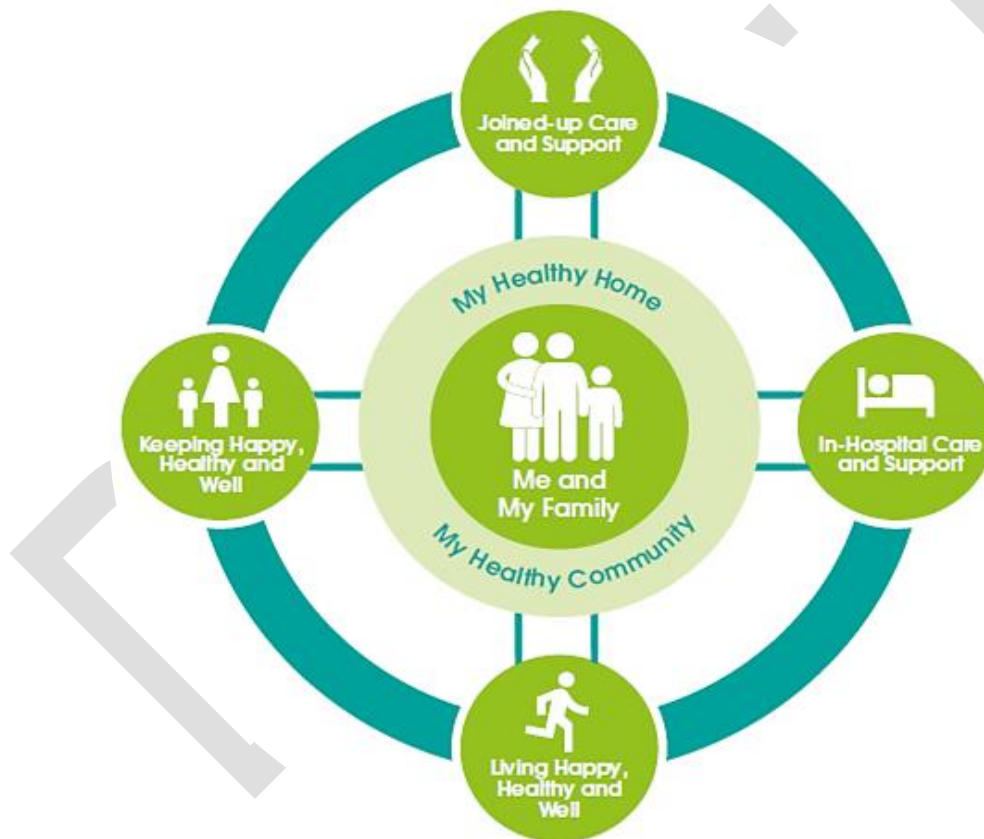 Joined-up Care
and Support
My Healthy Home
Keeping Happy,
Healthy and
Well
Me and
My Family
In-Hospital Care
and Support
My Healthy Community
Living Happy,
Healthy and
Well